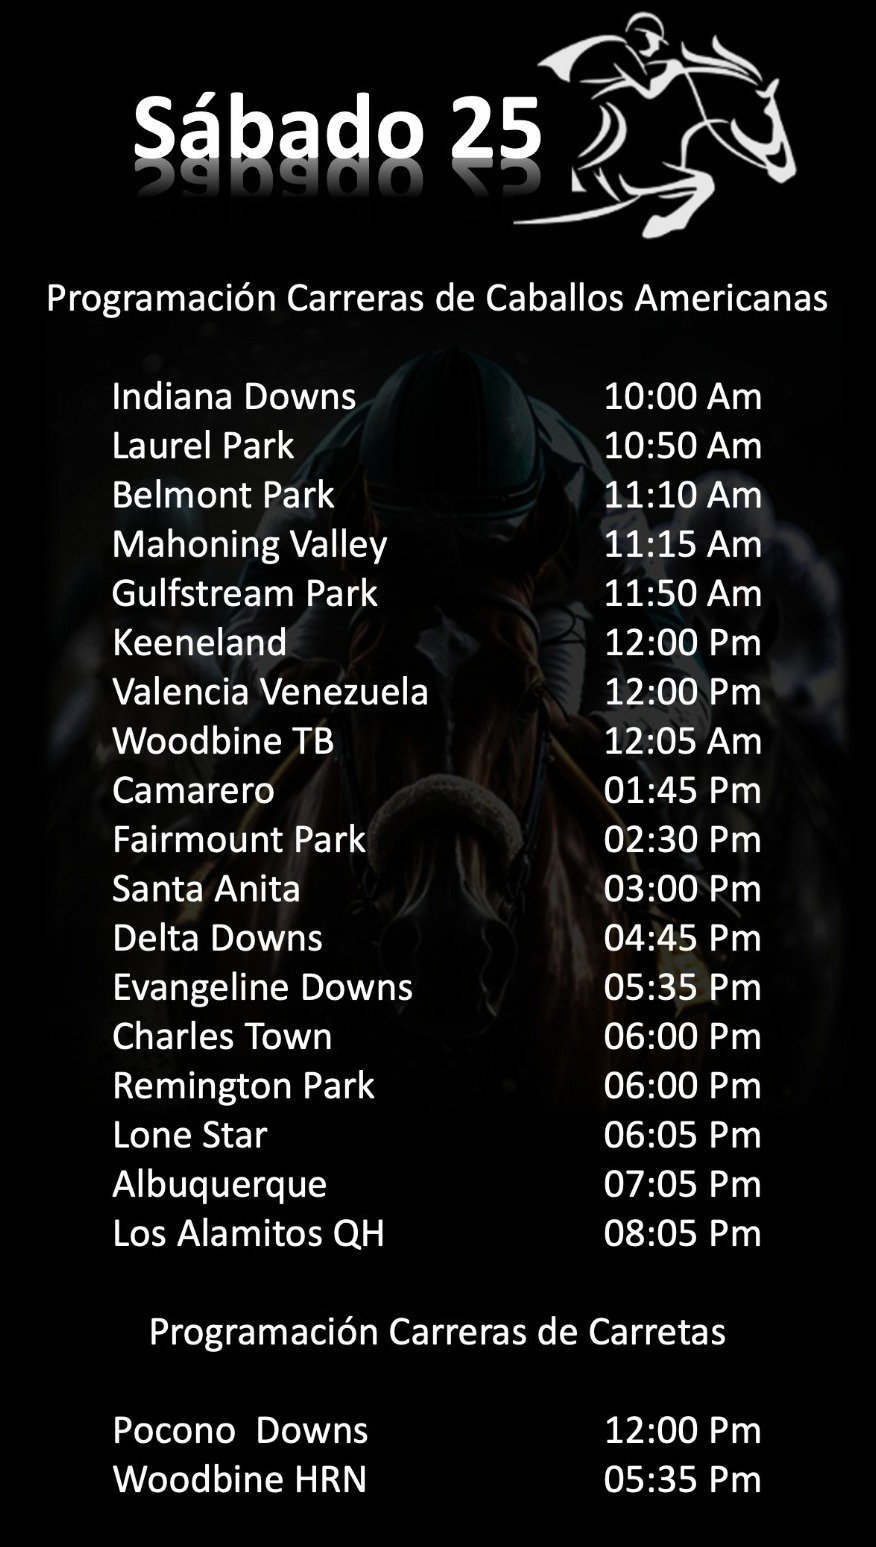 Sábado 25
Programación Carreras de Caballos Americanas
Indiana Downs 10:00 Am
Laurel Park 10:50 Am
Belmont Park 11:10 Am
Mahoning Valley 11:15 Am
Gulfstream Park 11:50 Am
Keeneland 12:00 Pm
Valencia Venezuela 12:00 Pm
Woodbine TB 12:05 Am
Camarero 01:45 Pm
Fairmount Park 02:30 Pm
Santa Anita 03:00 Pm
Delta Downs 04:45 Pm
Evangeline Downs 05:35 Pm
Charles Town 06:00 Pm
Remington Park 06:00 Pm
Lone Star 06:05 Pm
Albuquerque 07:05 Pm
Los Alamitos QH 08:05 Pm
Programación Carreras de Carretas
Pocono Downs 12:00 Pm
Woodbine HRN 05:35 Pm